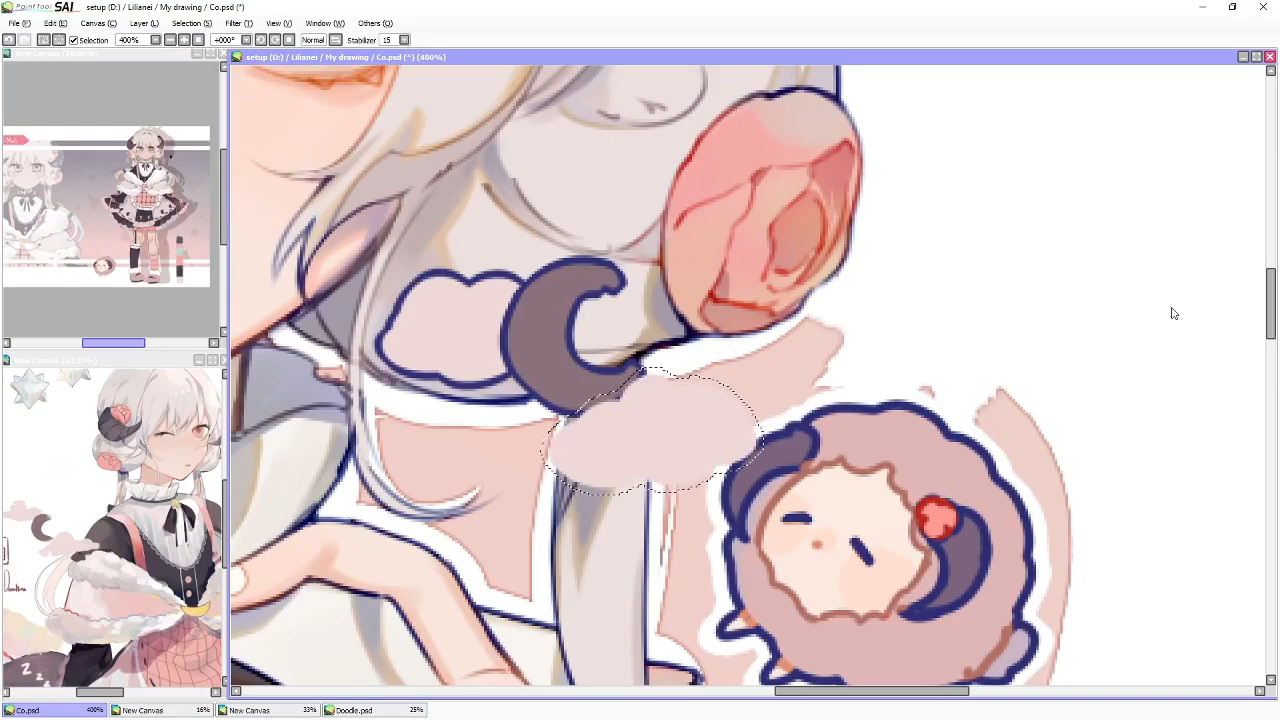 PaintTool SAI setup (D:) / Lilianei / My drawing / Co.psd (*)
File (F) Edit (E) Canvas (C) Layer (L) Selection (S) Filter (T) View (V) Window (W) Others (O)
Selection 400% +000° Normal Stabilizer 15
setup (D:) / Lilianei / My drawing / Co.psd (*) (400%)
Z
Z
Co.psd 400% New Canvas 16% New Canvas 33% Doodle.psd 25%